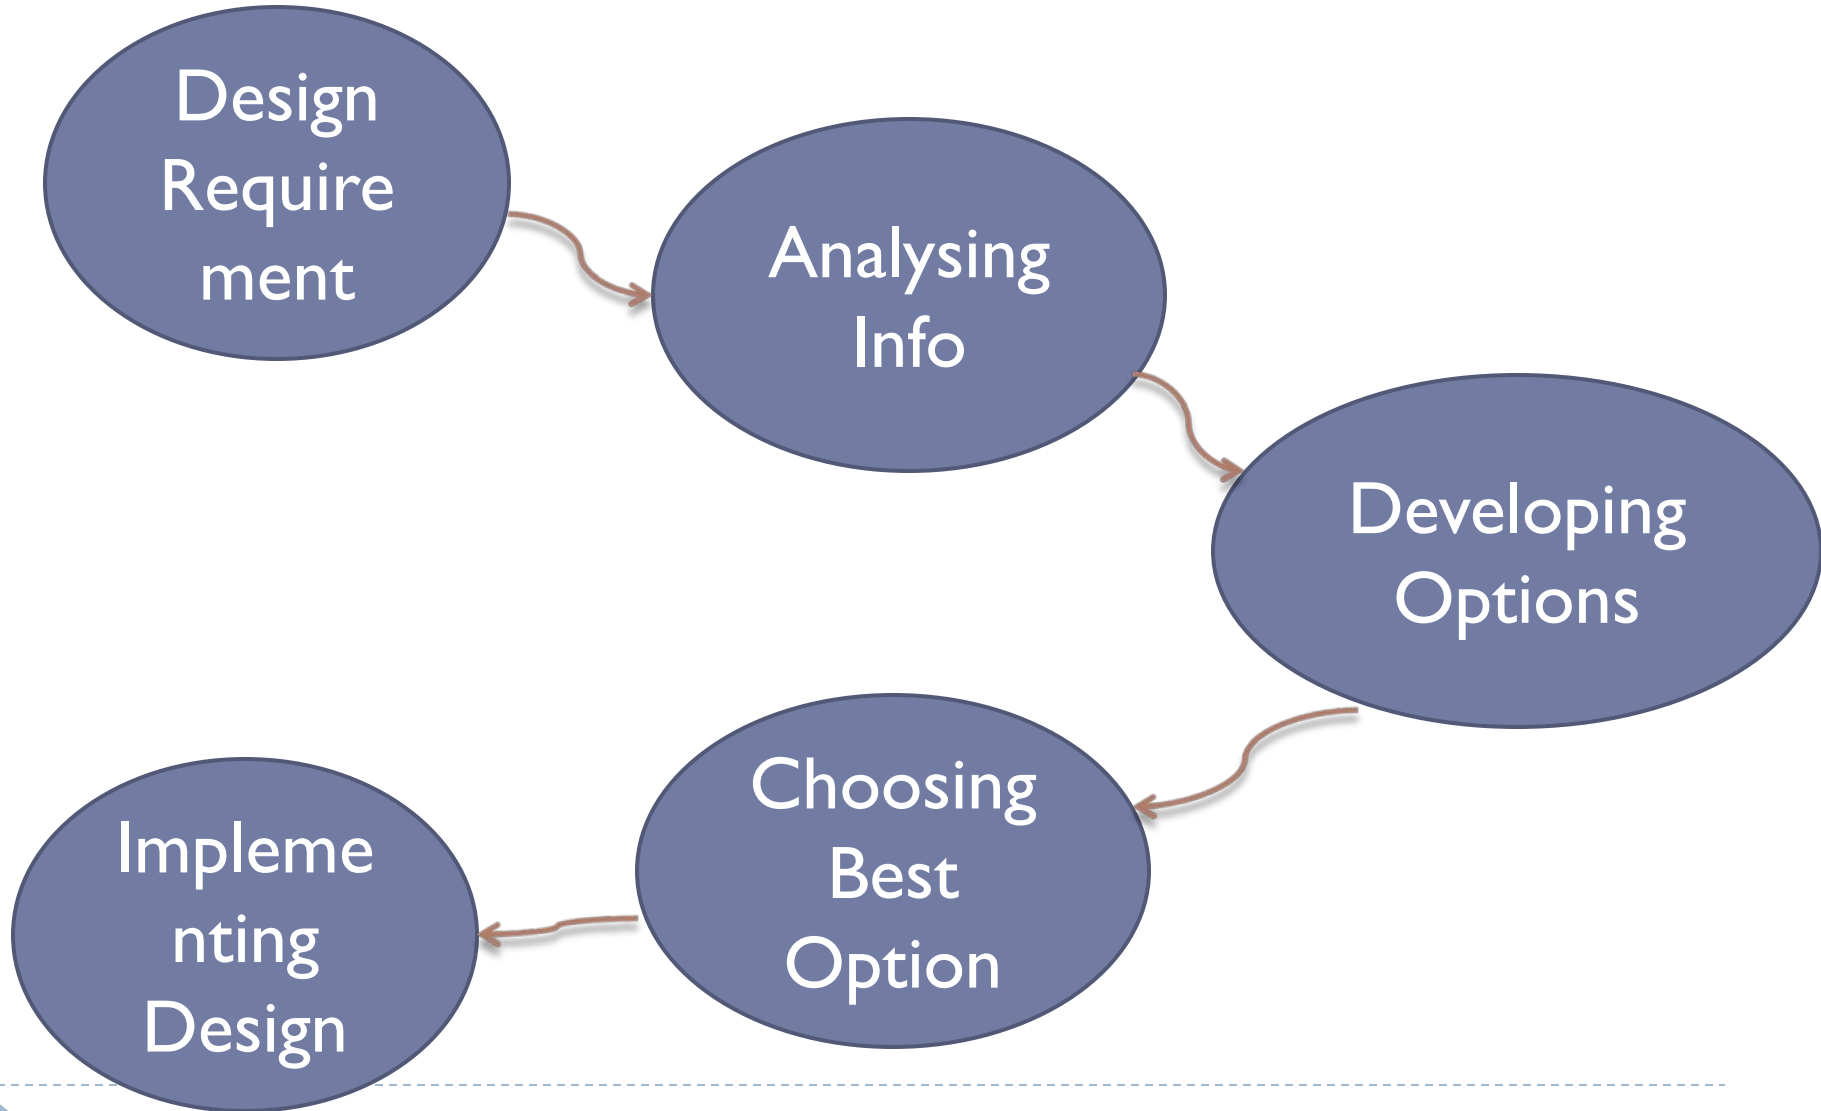 Design
Require
ment
Analysing
Info
Developing
Options
Choosing
Best
Option
Impleme
nting
Design